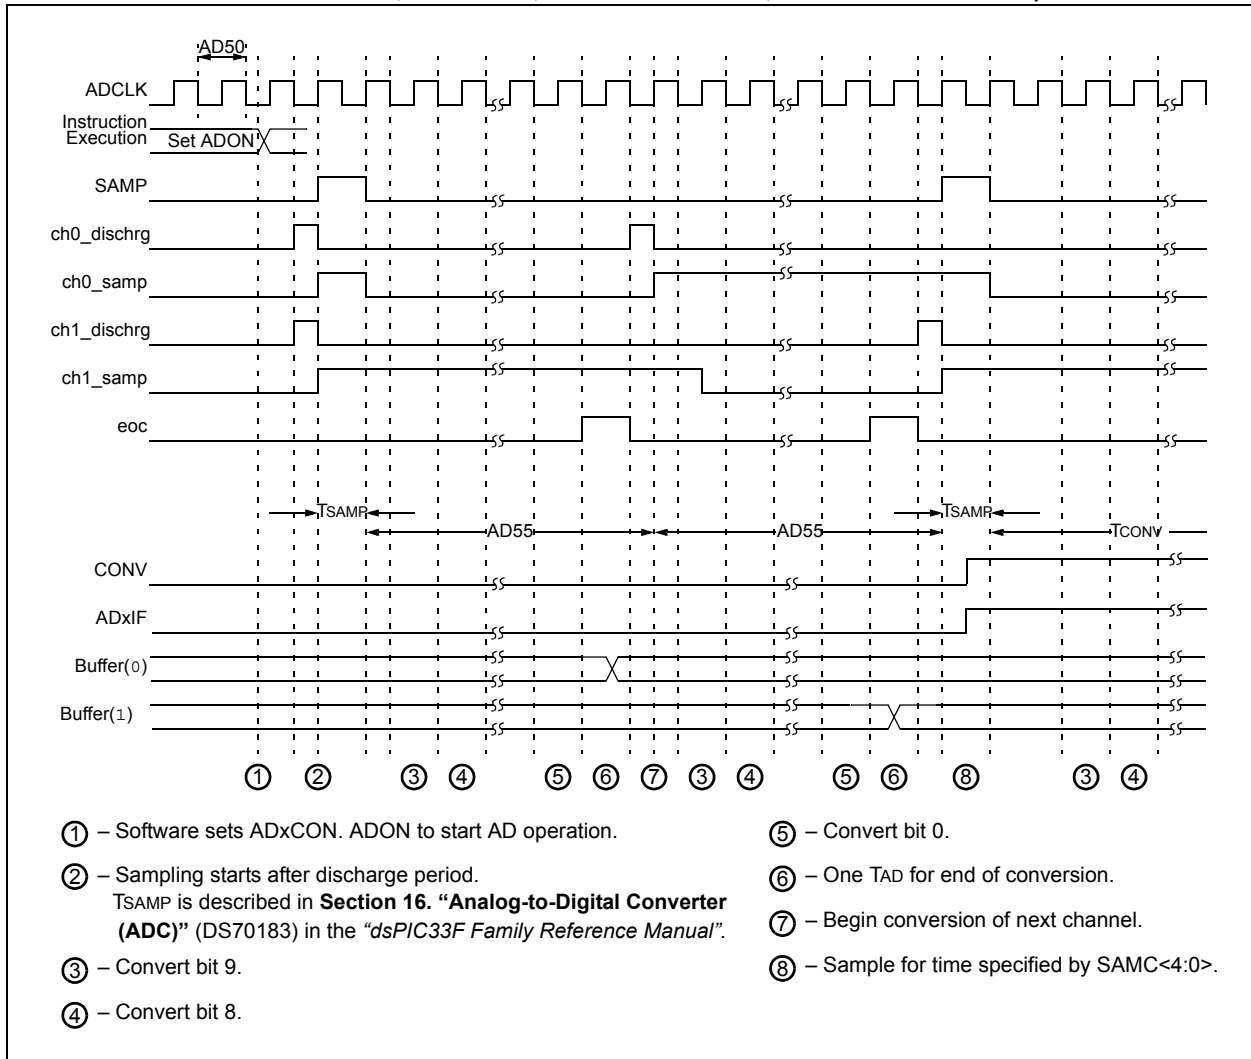 AD50
ADCLK
Instruction
Execution
Set ADON
SAMP
ch0_dischrg
ch0_samp
ch1_dischrg
ch1_samp
eoc
TSAMP
TSAMP
AD55
AD55
TCONV
CONV
ADxIF
Buffer(0)
Buffer(1)
1 2 3 4 5 6 7 3 4 5 6 8 3 4
1 – Software sets ADxCON. ADON to start AD operation.
2 – Sampling starts after discharge period.
TSAMP is described in Section 16. “Analog-to-Digital Converter
(ADC)” (DS70183) in the “dsPIC33F Family Reference Manual”.
3 – Convert bit 9.
4 – Convert bit 8.
5 – Convert bit 0.
6 – One TAD for end of conversion.
7 – Begin conversion of next channel.
8 – Sample for time specified by SAMC<4:0>.